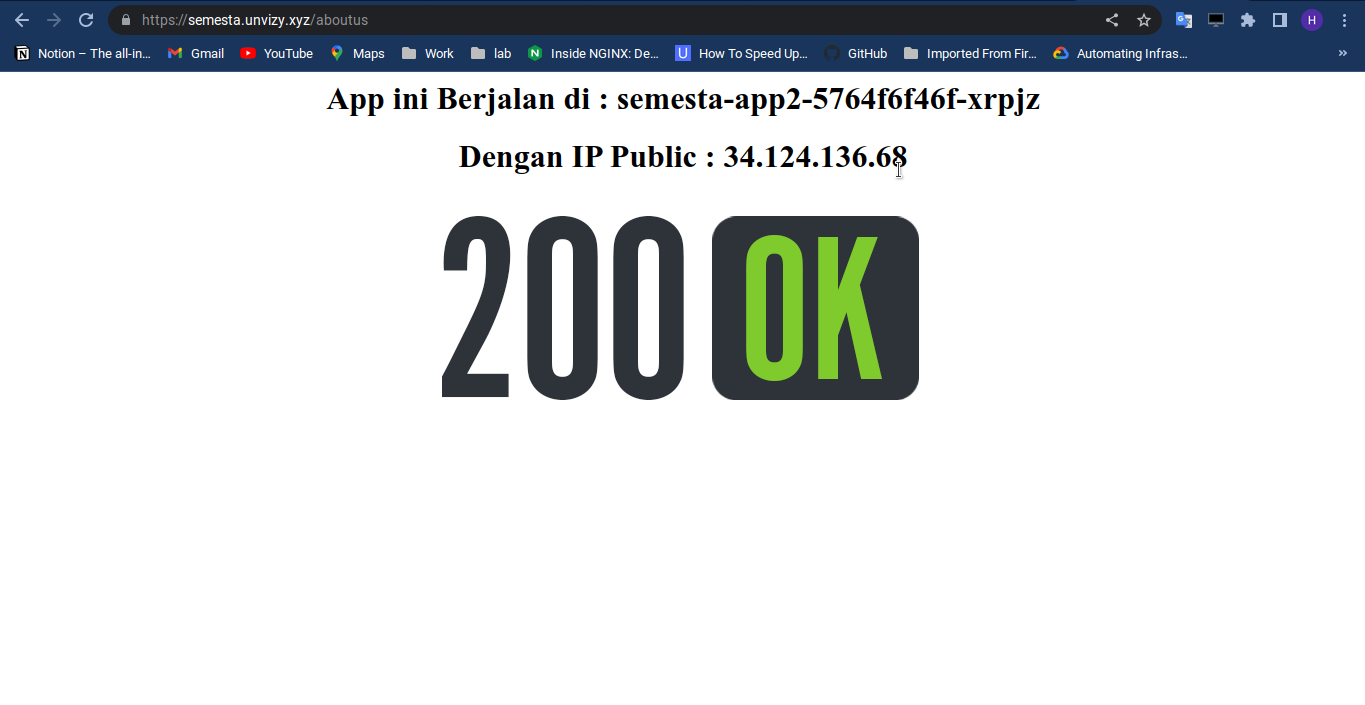 https://semesta.unvizy.xyz/aboutus
H
Notion – The all-in... Gmail YouTube Maps Work lab Inside NGINX: De... U How To Speed Up... GitHub Imported From Fir... Automating Infras... »
App ini Berjalan di : semesta-app2-5764f6f46f-xrpjz
Dengan IP Public : 34.124.136.68
200 OK